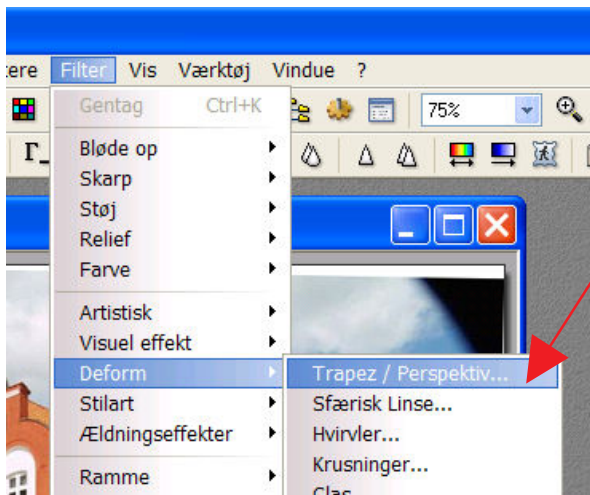 Filter Vis Værktøj Vindue ?
Gentag Ctrl+K
75%
Bløde op
Skarp
Støj
Relief
Farve
Artistisk
Visuel effekt
Deform
Trapez / Perspektiv...
Stilart
Sfærisk Linse...
Ældningseffekter
Hvirvler...
Krusninger...
Ramme